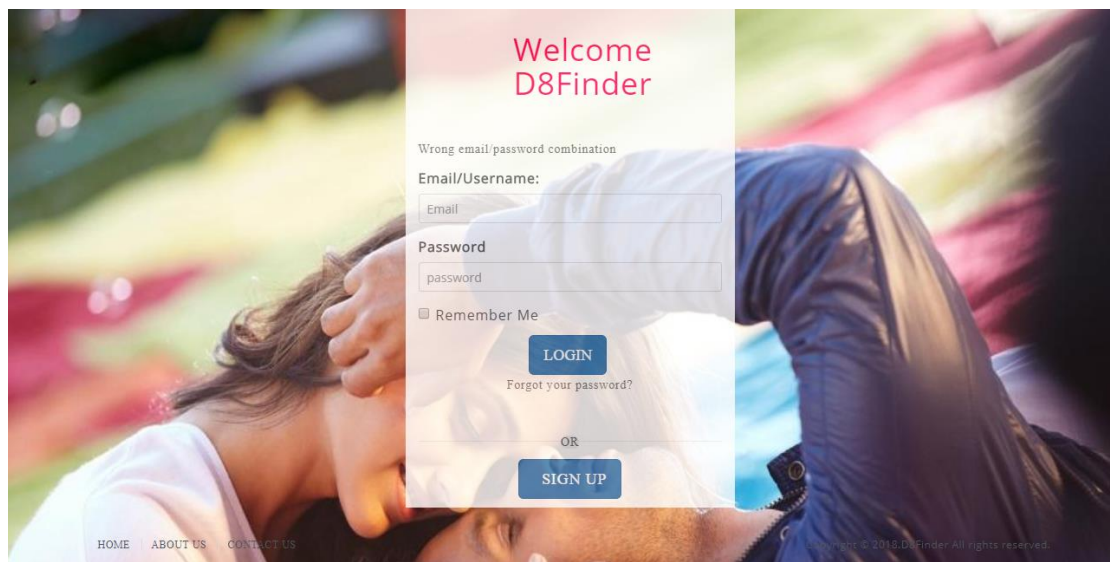 Welcome
D8Finder
Wrong email/password combination
Email/Username:
Email
Password
password
Remember Me
LOGIN
Forgot your password?
OR
SIGN UP
HOME ABOUT US CONTACT US
Copyright © 2018.D8Finder All rights reserved.